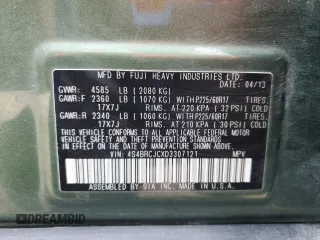 MFD BY FUJI HEAVY INDUSTRIES LTD.
DATE: 04/13
GVWR: 4585 LB ( 2080 KG)
GAWR:F 2360 LB ( 1070 KG) WITH P225/60R17 TIRES,
17X7J RIMS, AT 220 KPA ( 32 PSI) COLD
GAWR:R 2340 LB ( 1060 KG) WITH P225/60R17 TIRES,
17X7J RIMS, AT 210 KPA ( 30 PSI) COLD
THIS VEHICLE CONFORMS TO ALL APPLICABLE FEDERAL MOTOR
VEHICLE SAFETY, BUMPER AND THEFT
PREVENTION STANDARDS IN EFFECT ON THE DATE
OF MANUFACTURE SHOWN ABOVE.
VIN: 4S4BRCJCXD3307121 MPV
ASSEMBLED BY SIA, INC. MADE IN U.S.A.
DREAMBID